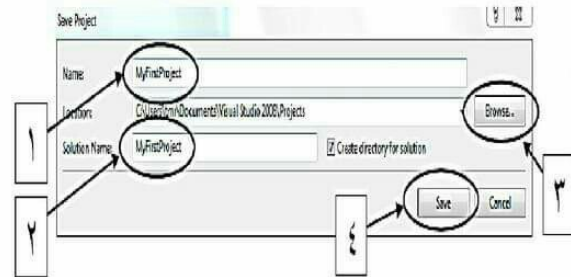 Save Project
Name: MyFirstProject
Location: Documents\Visual Studio 2008\Projects Browse...
Solution Name: MyFirstProject Create directory for solution
Save Cancel
١
٢
٣
٤